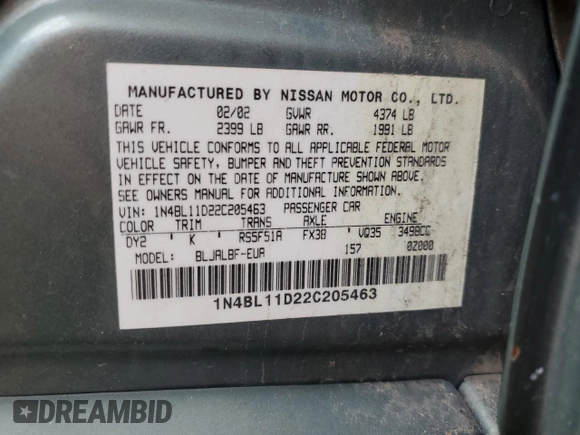 MANUFACTURED BY NISSAN MOTOR CO., LTD.
DATE 02/02 GVWR 4374 LB
GAWR FR. 2399 LB GAWR RR. 1991 LB
THIS VEHICLE CONFORMS TO ALL APPLICABLE FEDERAL MOTOR
VEHICLE SAFETY, BUMPER AND THEFT PREVENTION STANDARDS
IN EFFECT ON THE DATE OF MANUFACTURE SHOWN ABOVE.
SEE OWNERS MANUAL FOR ADDITIONAL INFORMATION.
VIN: 1N4BL11D22C205463 PASSENGER CAR
COLOR TRIM TRANS AXLE ENGINE
DY2 ' K ' RS5F51A FX38 ' VQ35 3498CC
MODEL: BLJALBF-EUA 157 02000
1N4BL11D22C205463
DREAMBID